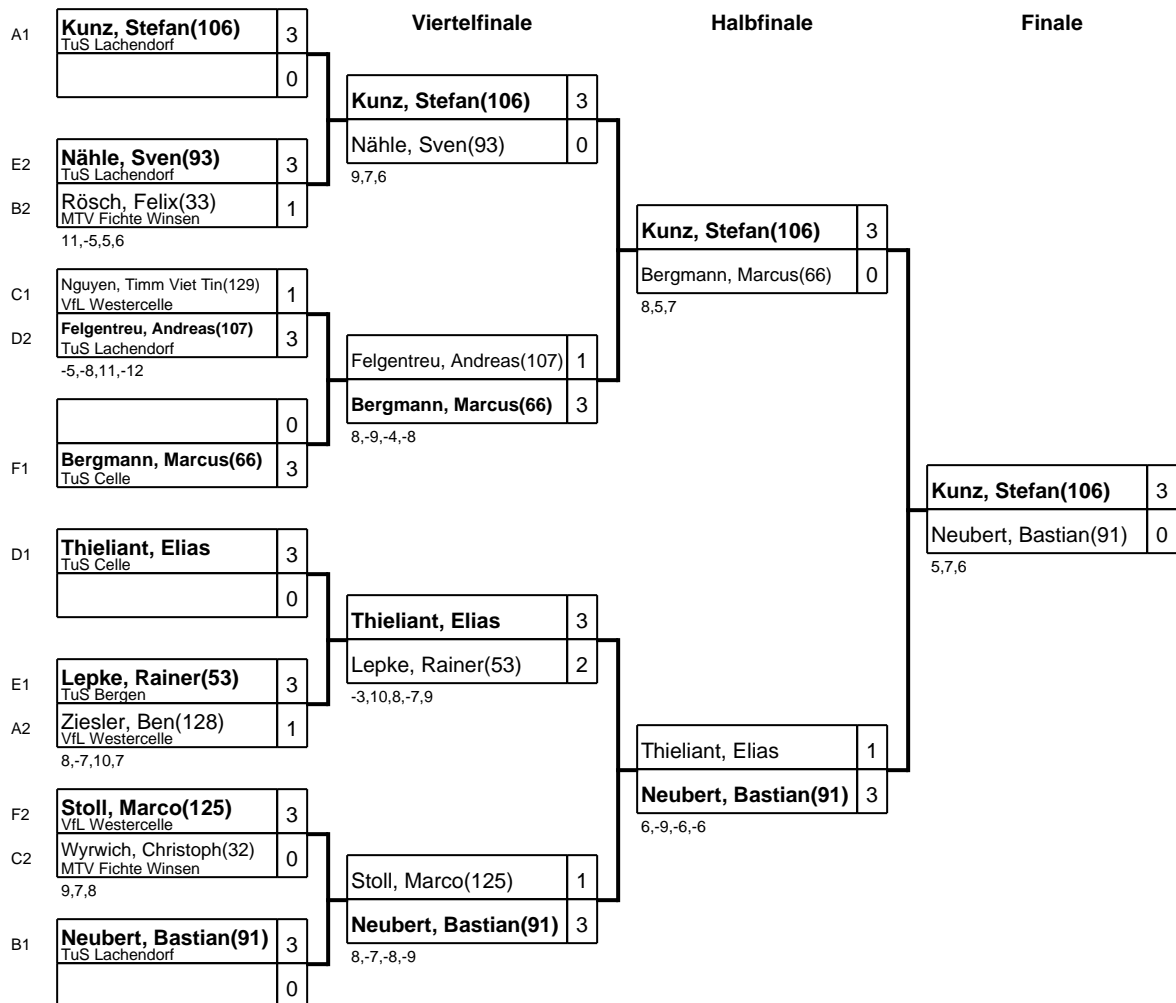 Viertelfinale
Halbfinale
Finale
A1
Kunz, Stefan(106)
3
TuS Lachendorf
0
E2
Nähle, Sven(93)
3
TuS Lachendorf
B2
Rösch, Felix(33)
1
MTV Fichte Winsen
11,-5,5,6
C1
Nguyen, Timm Viet Tin(129)
1
VfL Westercelle
D2
Felgentreu, Andreas(107)
3
TuS Lachendorf
-5,-8,11,-12
0
F1
Bergmann, Marcus(66)
3
TuS Celle
D1
Thieliant, Elias
3
TuS Celle
0
E1
Lepke, Rainer(53)
3
TuS Bergen
A2
Ziesler, Ben(128)
1
VfL Westercelle
8,-7,10,7
F2
Stoll, Marco(125)
3
VfL Westercelle
C2
Wyrwich, Christoph(32)
0
MTV Fichte Winsen
9,7,8
B1
Neubert, Bastian(91)
3
TuS Lachendorf
0
Kunz, Stefan(106)
3
Nähle, Sven(93)
0
9,7,6
Felgentreu, Andreas(107)
1
Bergmann, Marcus(66)
3
8,-9,-4,-8
Thieliant, Elias
3
Lepke, Rainer(53)
2
-3,10,8,-7,9
Stoll, Marco(125)
1
Neubert, Bastian(91)
3
8,-7,-8,-9
Kunz, Stefan(106)
3
Bergmann, Marcus(66)
0
8,5,7
Thieliant, Elias
1
Neubert, Bastian(91)
3
6,-9,-6,-6
Kunz, Stefan(106)
3
Neubert, Bastian(91)
0
5,7,6